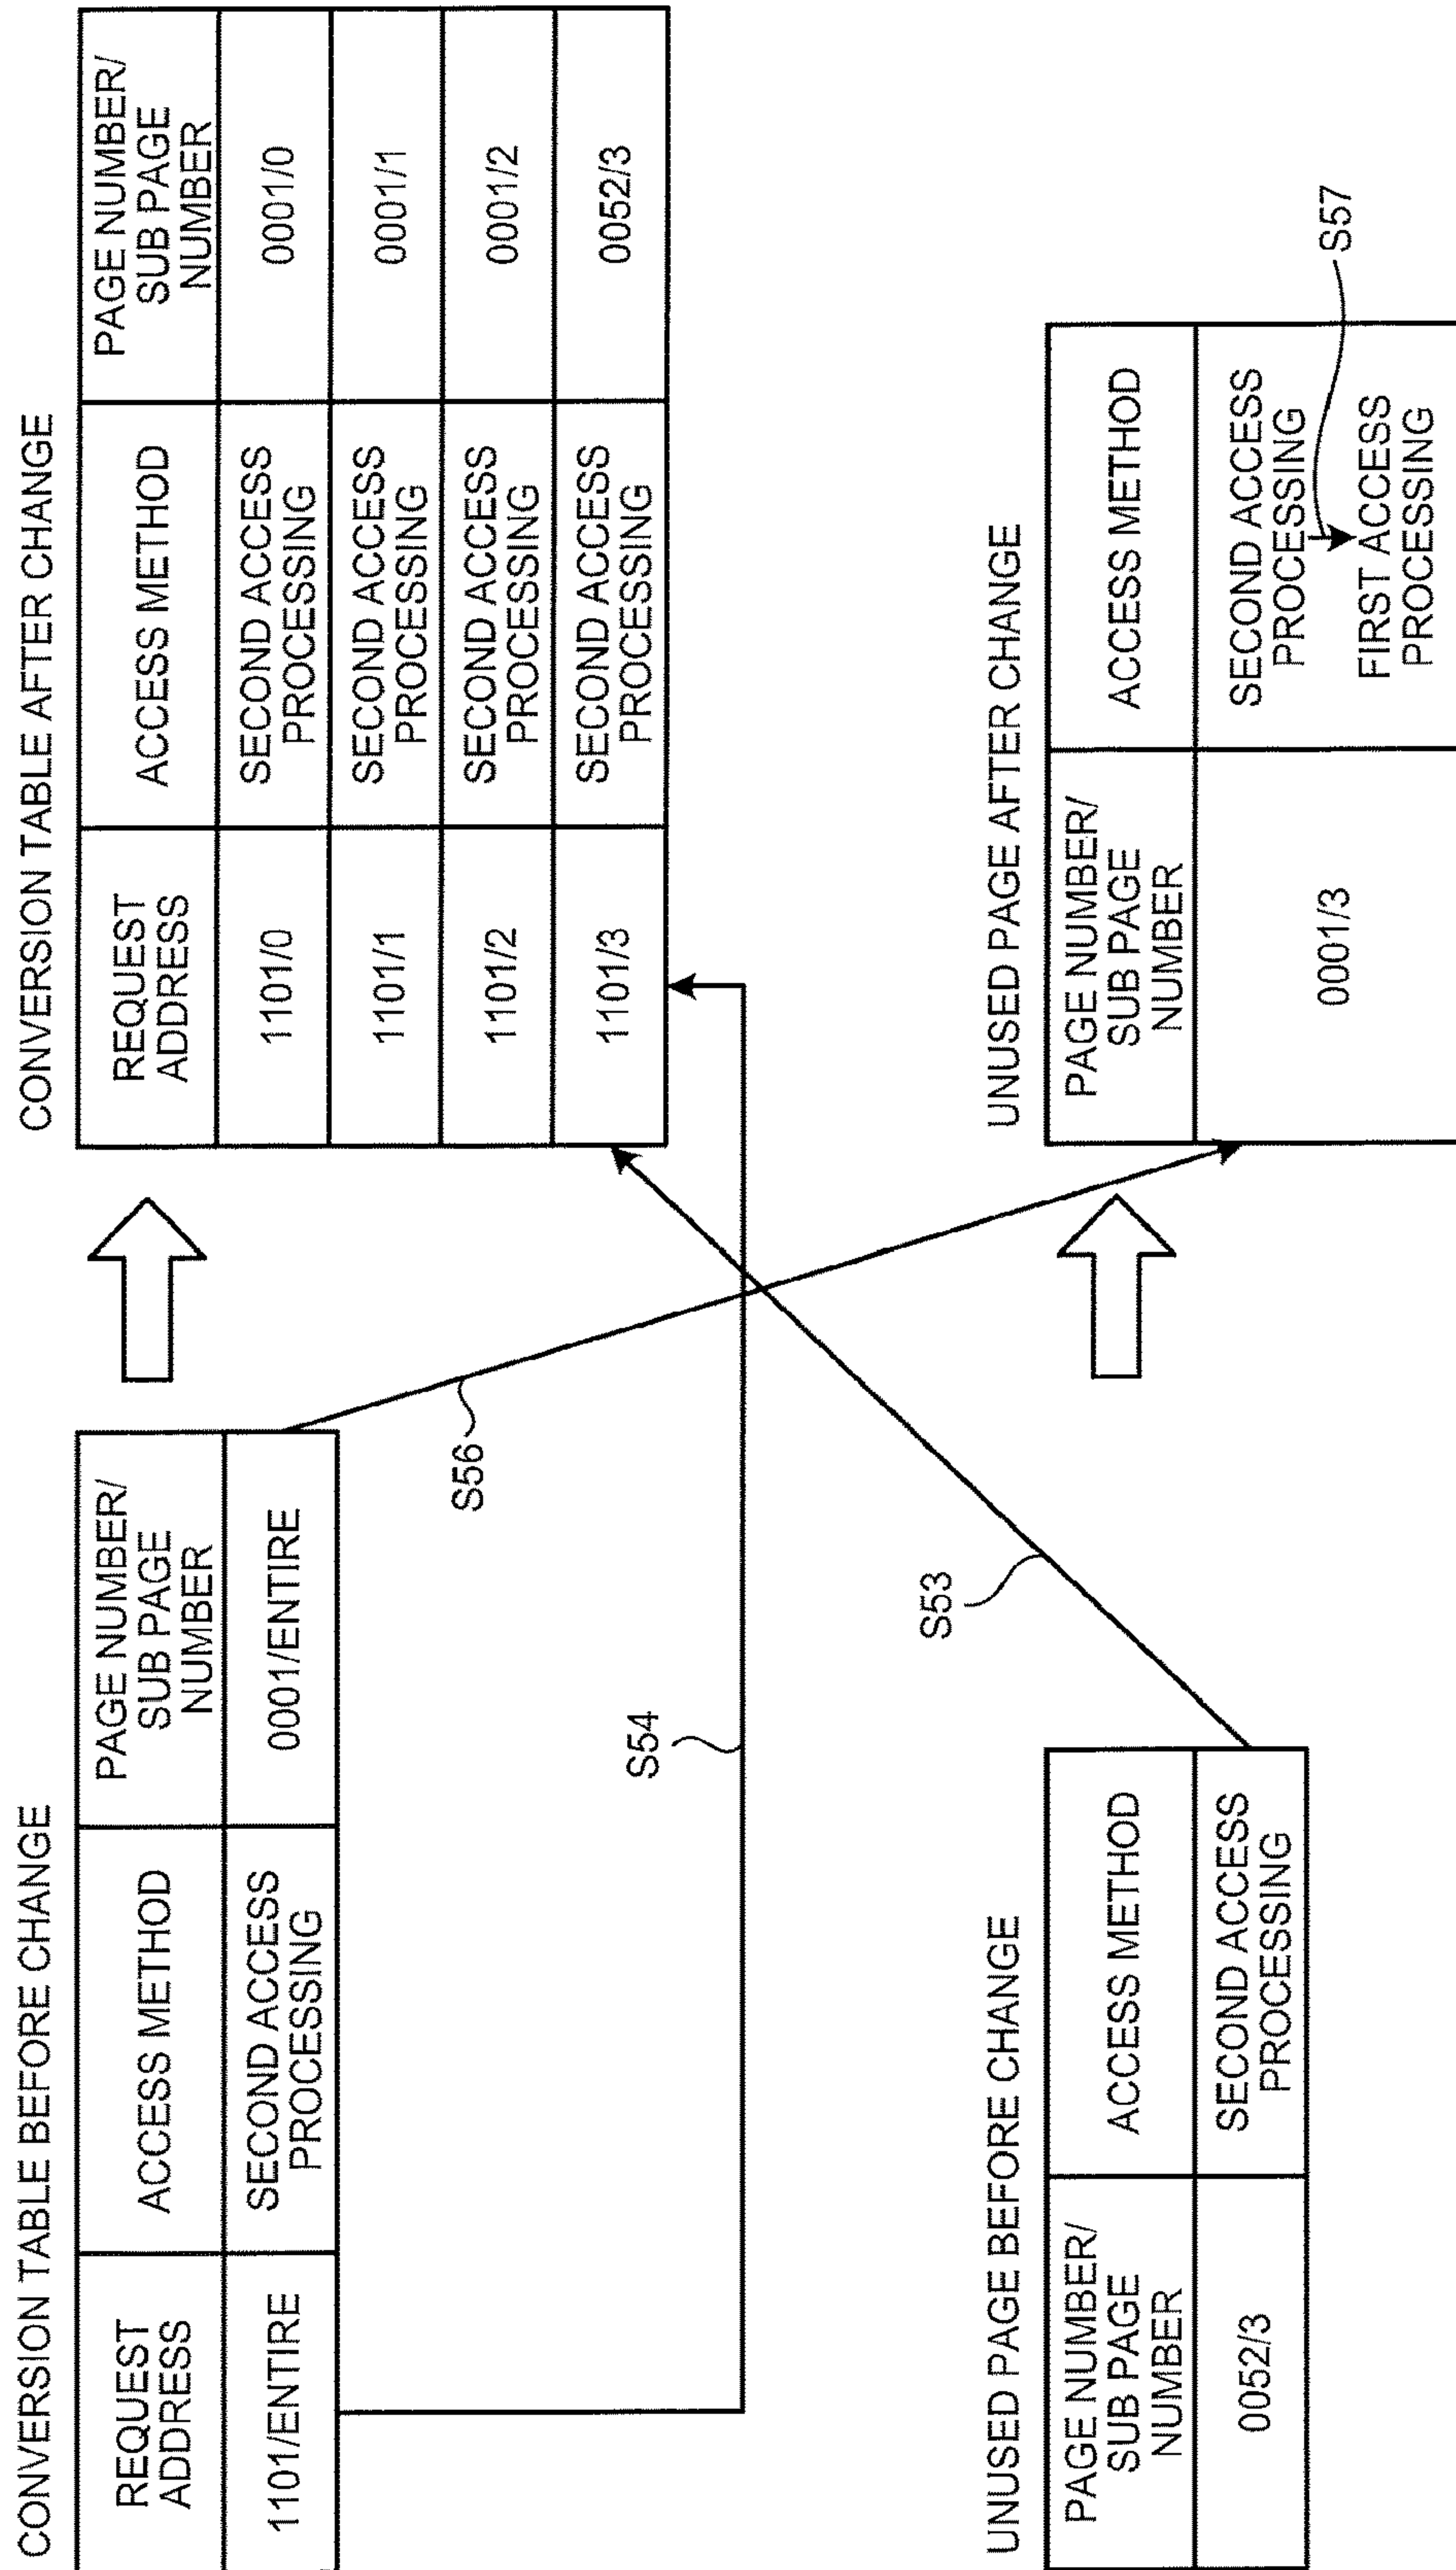 CONVERSION TABLE BEFORE CHANGE
REQUEST
ADDRESS
ACCESS METHOD
PAGE NUMBER/
SUB PAGE
NUMBER
1101/ENTIRE
SECOND ACCESS
PROCESSING
0001/ENTIRE
CONVERSION TABLE AFTER CHANGE
REQUEST
ADDRESS
ACCESS METHOD
PAGE NUMBER/
SUB PAGE
NUMBER
1101/0
SECOND ACCESS
PROCESSING
0001/0
1101/1
SECOND ACCESS
PROCESSING
0001/1
1101/2
SECOND ACCESS
PROCESSING
0001/2
1101/3
SECOND ACCESS
PROCESSING
0052/3
S56
S54
S53
UNUSED PAGE BEFORE CHANGE
PAGE NUMBER/
SUB PAGE
NUMBER
ACCESS METHOD
0052/3
SECOND ACCESS
PROCESSING
UNUSED PAGE AFTER CHANGE
PAGE NUMBER/
SUB PAGE
NUMBER
ACCESS METHOD
0001/3
SECOND ACCESS
PROCESSING
FIRST ACCESS
PROCESSING
S57